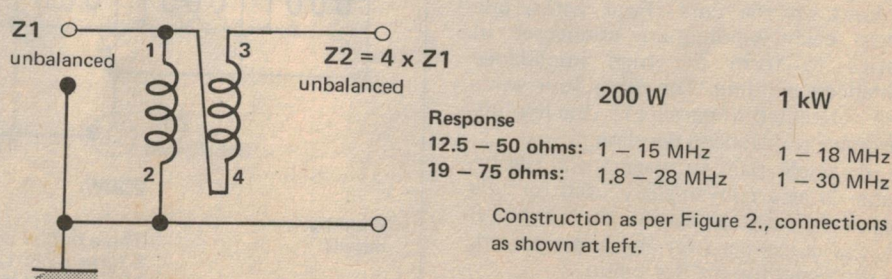 Z1
unbalanced
1
3
2
4
Z2 = 4 x Z1
unbalanced
200 W 1 kW
Response
12.5 – 50 ohms: 1 – 15 MHz 1 – 18 MHz
19 – 75 ohms: 1.8 – 28 MHz 1 – 30 MHz
Construction as per Figure 2., connections
as shown at left.